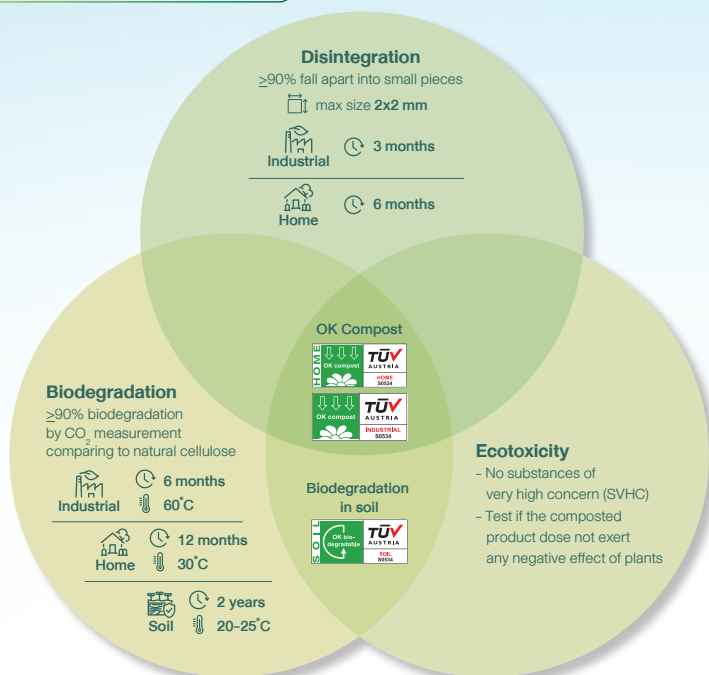 Disintegration
≥90% fall apart into small pieces
max size 2x2 mm
Industrial
3 months
Home
6 months
OK Compost
HOME
OK compost
TÜV
AUSTRIA
HOME
S0534
OK compost
TÜV
AUSTRIA
INDUSTRIAL
S0534
Biodegradation
≥90% biodegradation
by CO₂ measurement
comparing to natural cellulose
Industrial
6 months
60°C
Home
12 months
30°C
Soil
2 years
20-25°C
Biodegradation
in soil
SOIL
OK bio-
degradable
TÜV
AUSTRIA
SOIL
S0534
Ecotoxicity
- No substances of
very high concern (SVHC)
- Test if the composted
product dose not exert
any negative effect of plants